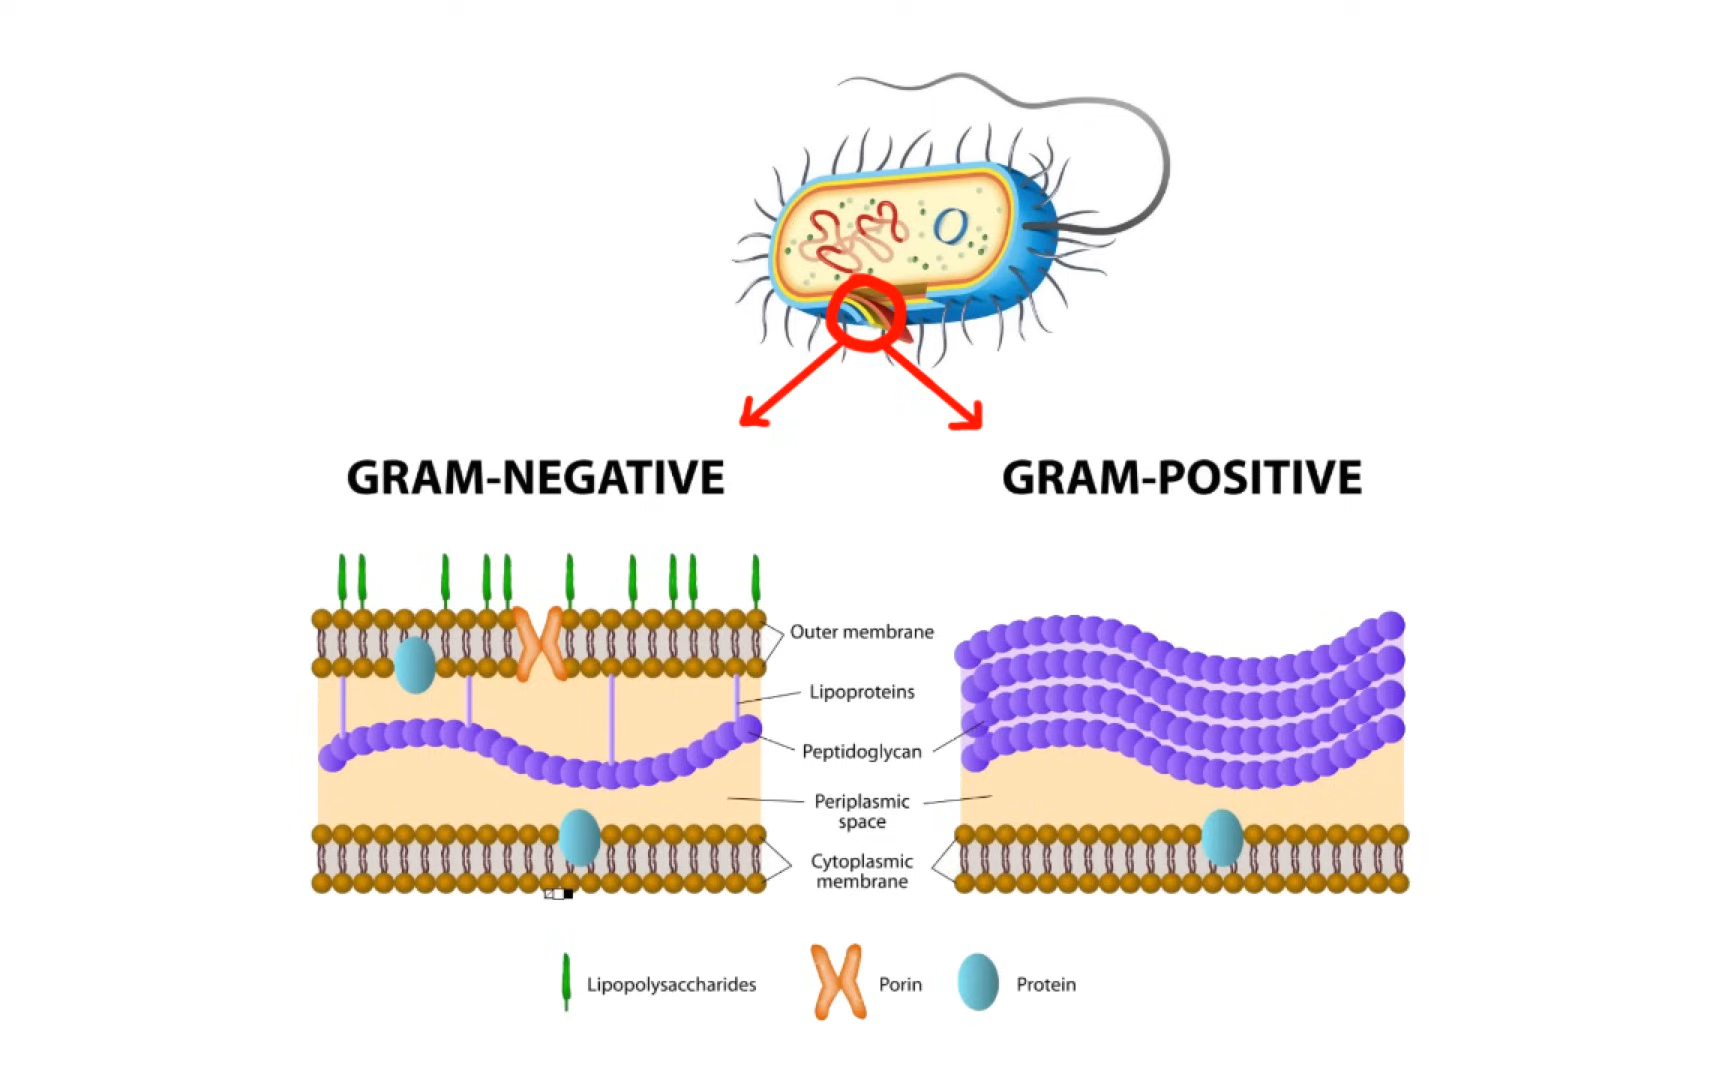 GRAM-NEGATIVE
GRAM-POSITIVE
Outer membrane
Lipoproteins
Peptidoglycan
Periplasmic
space
Cytoplasmic
membrane
Lipopolysaccharides
Porin
Protein